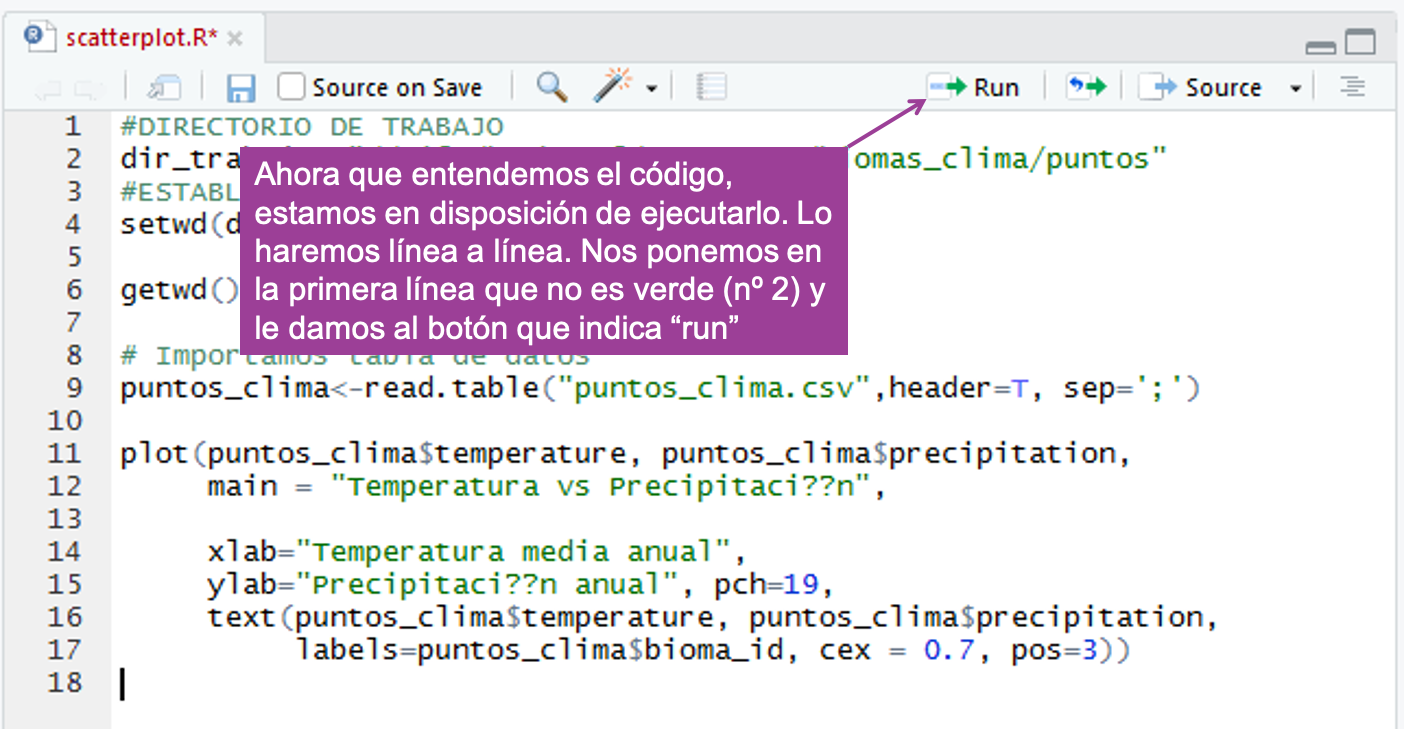 scatterplot.R*
Source on Save
Run
Source
1 #DIRECTORIO DE TRABAJO
2 dir_tra omas_clima/puntos"
3 #ESTABL
4 setwd(d
5
6 getwd()
7
8 # Importamos tabla de datos
9 puntos_clima<-read.table("puntos_clima.csv",header=T, sep=';')
10
11 plot(puntos_clima$temperature, puntos_clima$precipitation,
12 main = "Temperatura vs Precipitaci??n",
13
14 xlab="Temperatura media anual",
15 ylab="Precipitaci??n anual", pch=19,
16 text(puntos_clima$temperature, puntos_clima$precipitation,
17 labels=puntos_clima$bioma_id, cex = 0.7, pos=3))
18
Ahora que entendemos el código,
estamos en disposición de ejecutarlo. Lo
haremos línea a línea. Nos ponemos en
la primera línea que no es verde (nº 2) y
le damos al botón que indica “run”